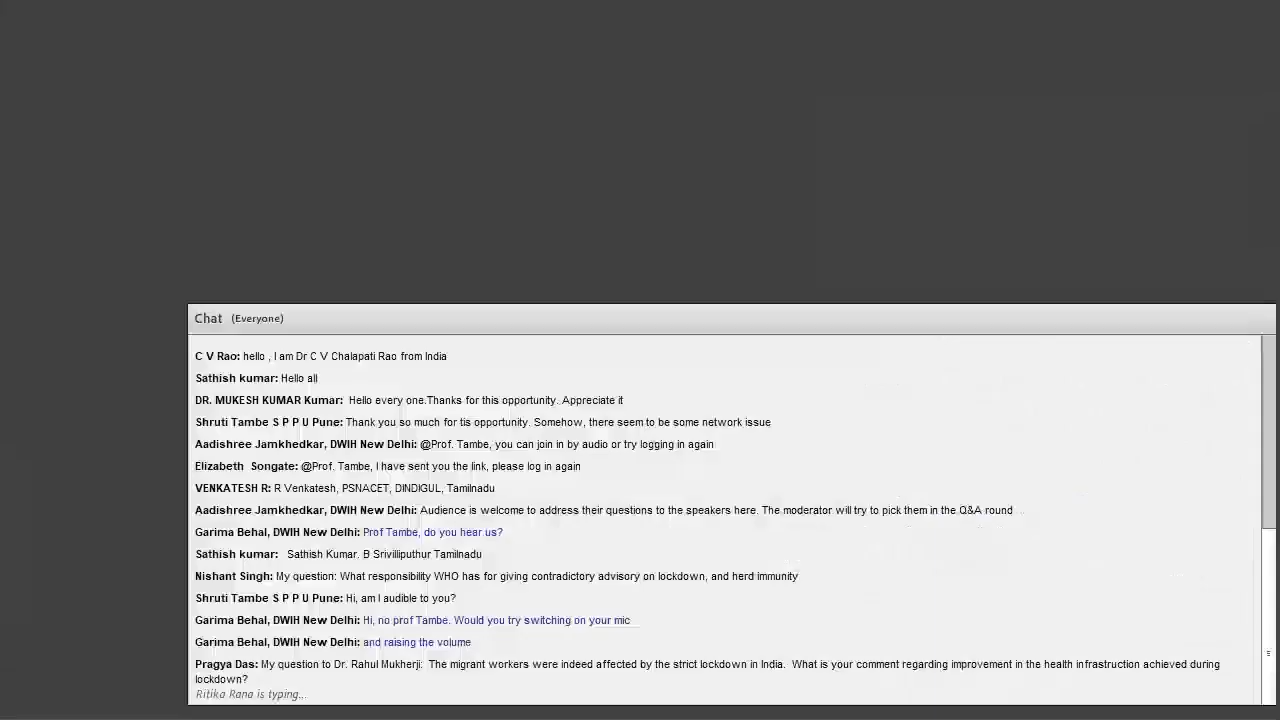 Chat (Everyone)
C V Rao: hello , I am Dr C V Chalapati Rao from India
Sathish kumar: Hello all
DR. MUKESH KUMAR Kumar: Hello every one.Thanks for this opportunity. Appreciate it
Shruti Tambe S P P U Pune: Thank you so much for tis opportunity. Somehow, there seem to be some network issue
Aadishree Jamkhedkar, DWIH New Delhi: @Prof. Tambe, you can join in by audio or try logging in again
Elizabeth Songate: @Prof. Tambe, I have sent you the link, please log in again
VENKATESH R: R Venkatesh, PSNACET, DINDIGUL, Tamilnadu
Aadishree Jamkhedkar, DWIH New Delhi: Audience is welcome to address their questions to the speakers here. The moderator will try to pick them in the Q&A round
Garima Behal, DWIH New Delhi: Prof Tambe, do you hear us?
Sathish kumar: Sathish Kumar. B Srivilliputhur Tamilnadu
Nishant Singh: My question: What responsibility WHO has for giving contradictory advisory on lockdown, and herd immunity
Shruti Tambe S P P U Pune: Hi, am I audible to you?
Garima Behal, DWIH New Delhi: Hi, no prof Tambe. Would you try switching on your mic
Garima Behal, DWIH New Delhi: and raising the volume
Pragya Das: My question to Dr. Rahul Mukherji: The migrant workers were indeed affected by the strict lockdown in India. What is your comment regarding improvement in the health infrastruction achieved during
lockdown?
Ritika Rana is typing...